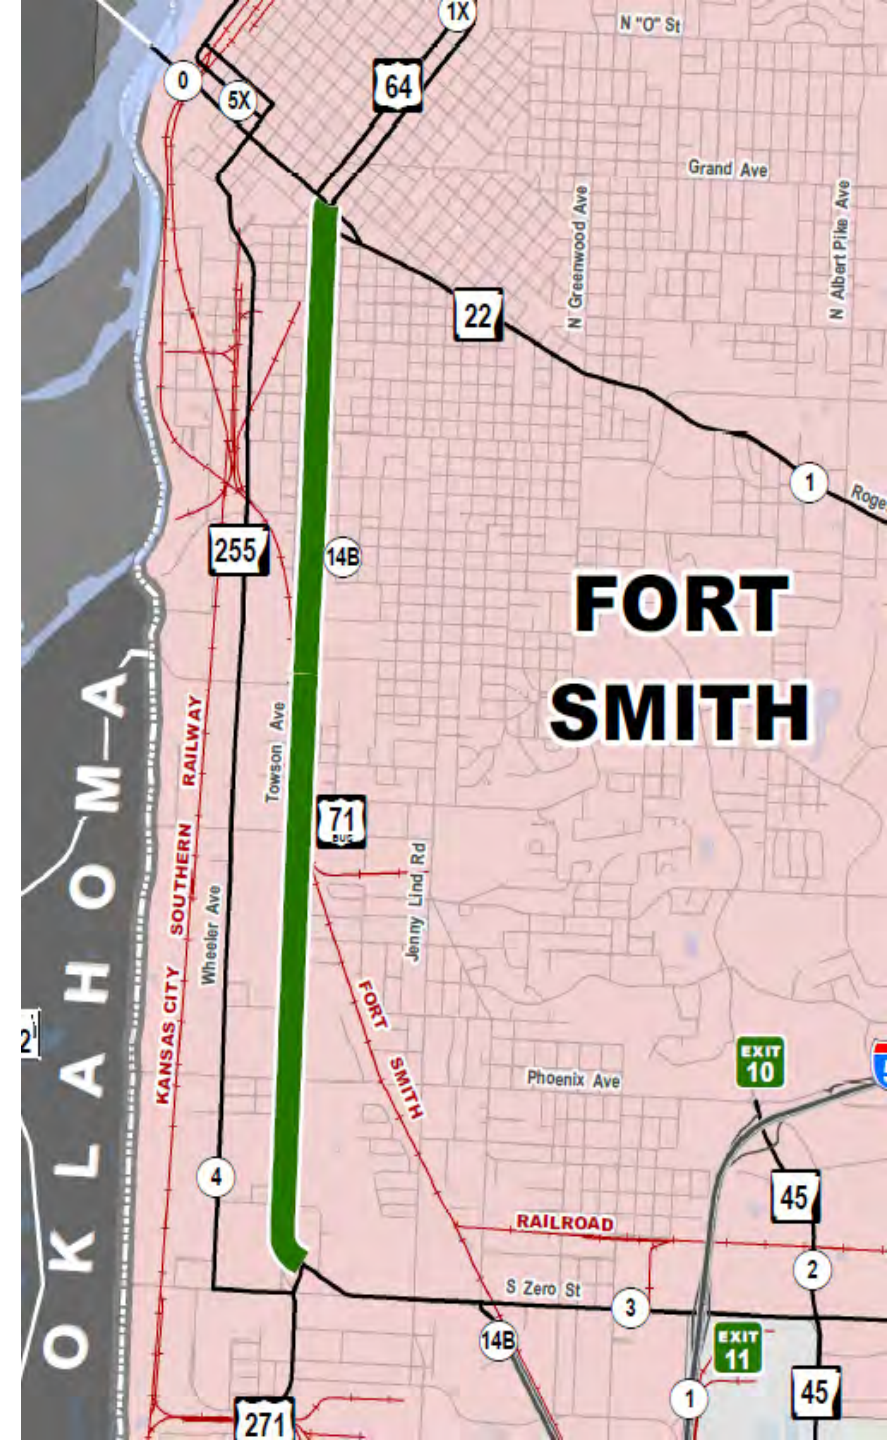 1X
N "O" St
0
5X
64
Grand Ave
N Greenwood Ave
N Albert Pike Ave
22
1
255
14B
FORT
SMITH
OKLAHOMA
KANSAS CITY SOUTHERN RAILWAY
Towson Ave
71
BUS
Jenny Lind Rd
Wheeler Ave
FORT SMITH
EXIT
10
Phoenix Ave
4
45
RAILROAD
2
S Zero St
3
14B
EXIT
11
1
45
271